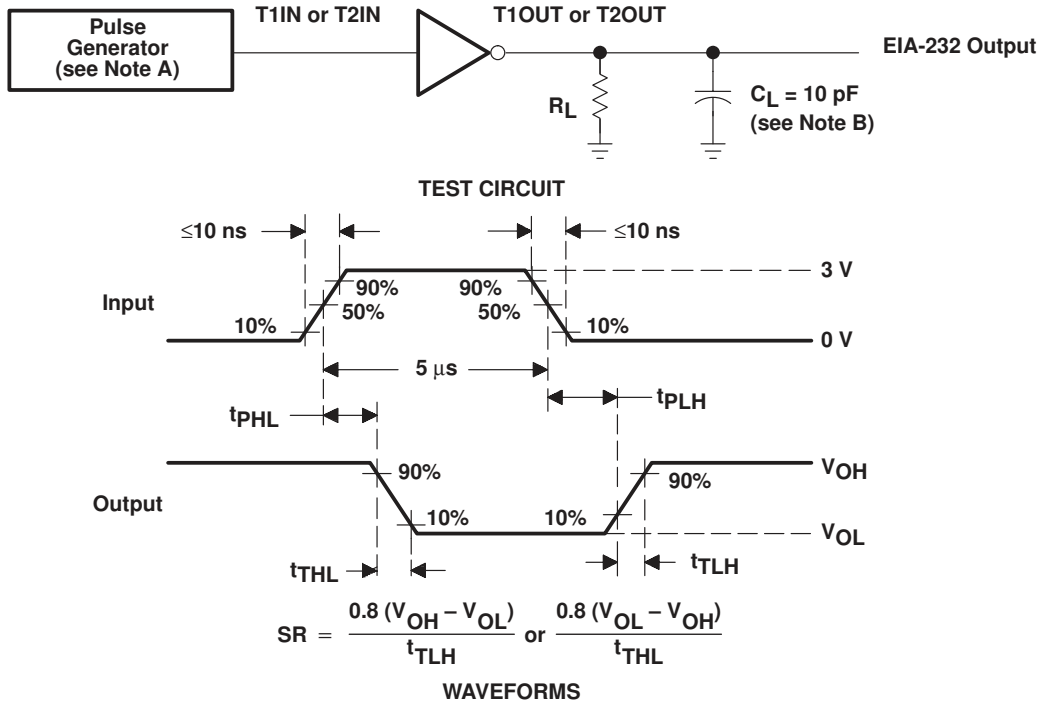 Pulse
Generator
(see Note A)
T1IN or T2IN
T1OUT or T2OUT
EIA-232 Output
RL
CL = 10 pF
(see Note B)
TEST CIRCUIT
≤10 ns
≤10 ns
Input
10%
90%
50%
90%
50%
10%
3 V
0 V
5 µs
tPHL
tPLH
Output
90%
10%
10%
90%
VOH
VOL
tTHL
tTLH
SR = 0.8 (VOH – VOL) / tTLH or 0.8 (VOL – VOH) / tTHL
WAVEFORMS